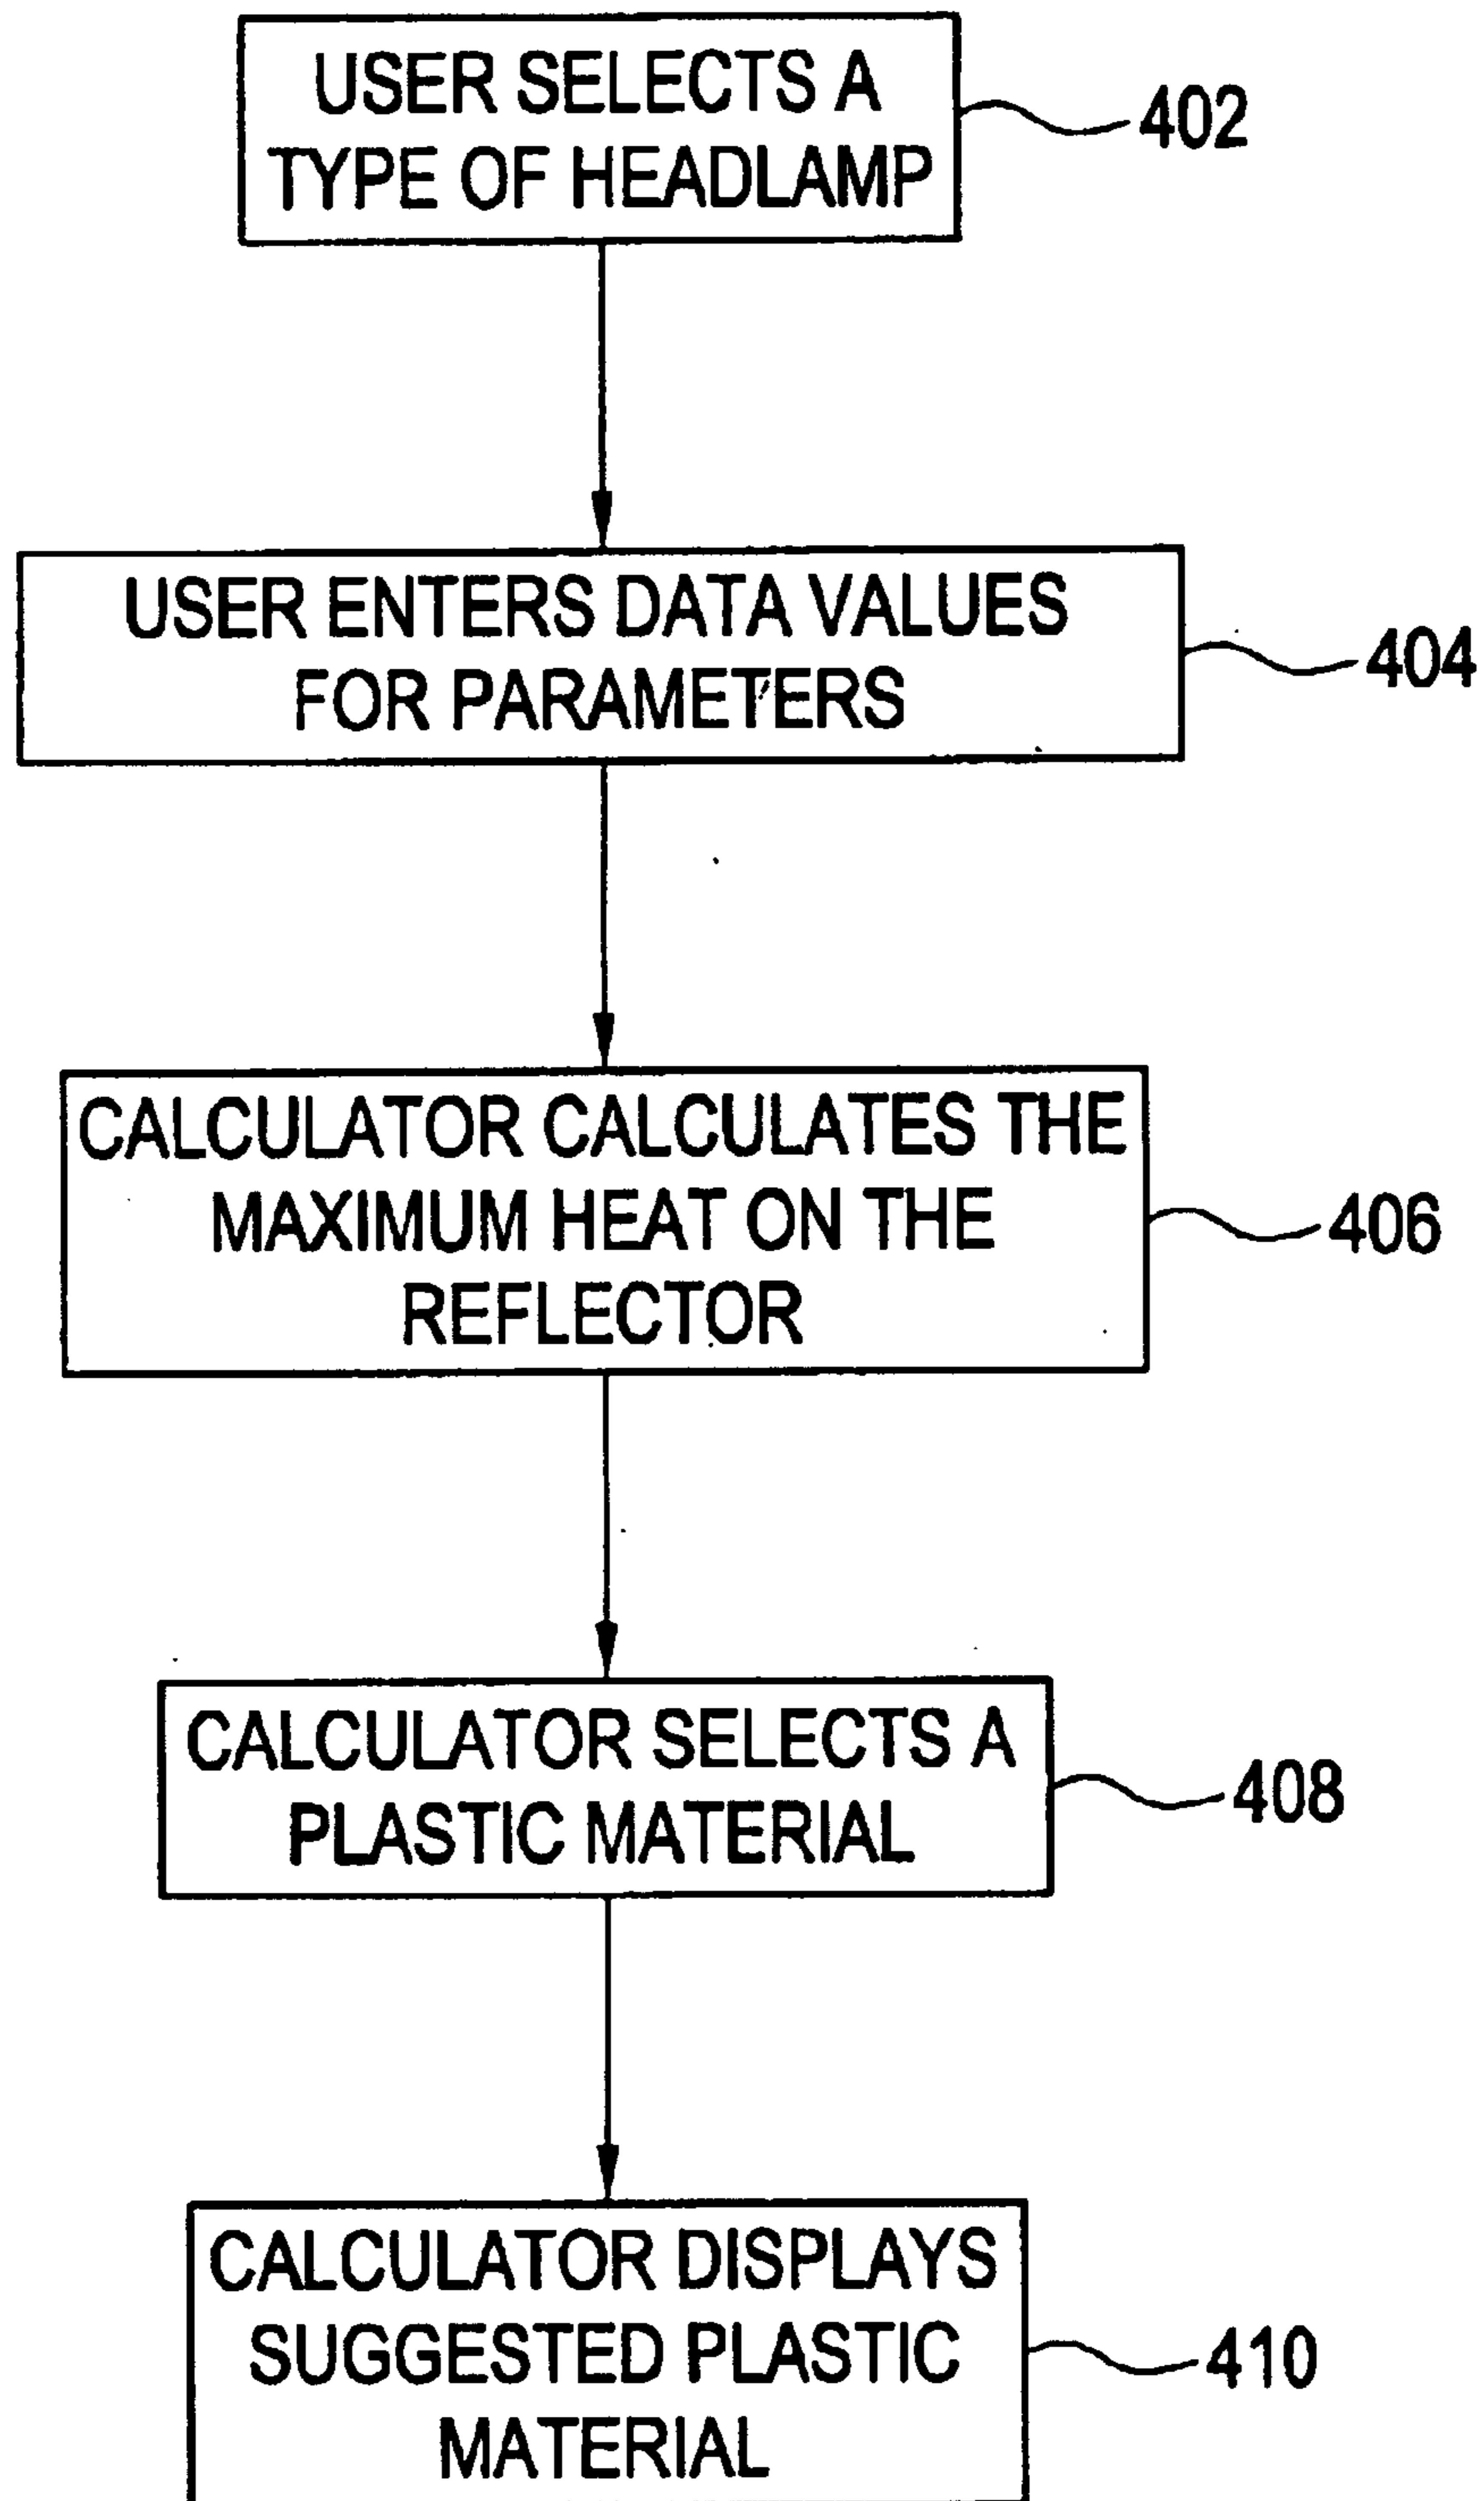 USER SELECTS A
TYPE OF HEADLAMP
402
USER ENTERS DATA VALUES
FOR PARAMETERS
404
CALCULATOR CALCULATES THE
MAXIMUM HEAT ON THE
REFLECTOR
406
CALCULATOR SELECTS A
PLASTIC MATERIAL
408
CALCULATOR DISPLAYS
SUGGESTED PLASTIC
MATERIAL
410